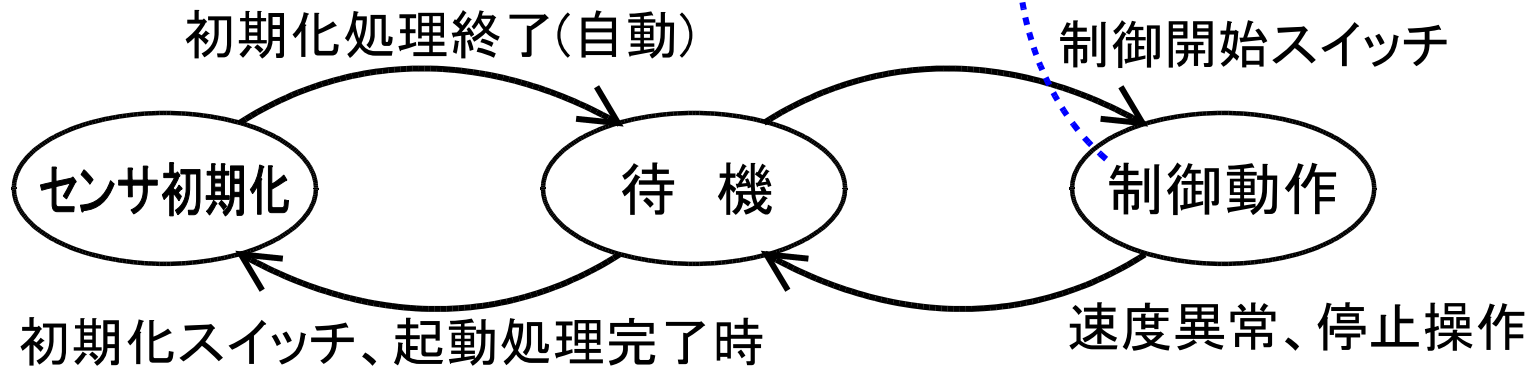 初期化処理終了(自動)
制御開始スイッチ
センサ初期化
待　機
制御動作
初期化スイッチ、起動処理完了時
速度異常、停止操作